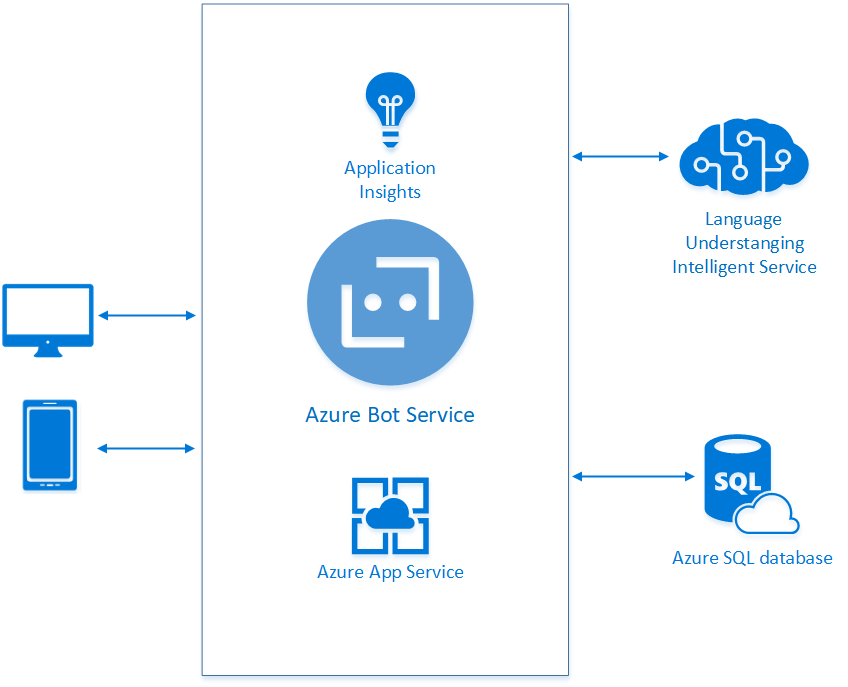 Application
Insights
Azure Bot Service
Azure App Service
Language
Understanging
Intelligent Service
SQL
Azure SQL database